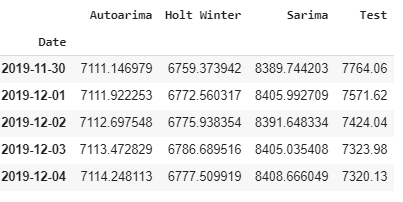 Autoarima Holt Winter Sarima Test
Date
2019-11-30 7111.146979 6759.373942 8389.744203 7764.06
2019-12-01 7111.922253 6772.560317 8405.992709 7571.62
2019-12-02 7112.697548 6775.938354 8391.648334 7424.04
2019-12-03 7113.472829 6786.689516 8405.035408 7323.98
2019-12-04 7114.248113 6777.509919 8408.666049 7320.13